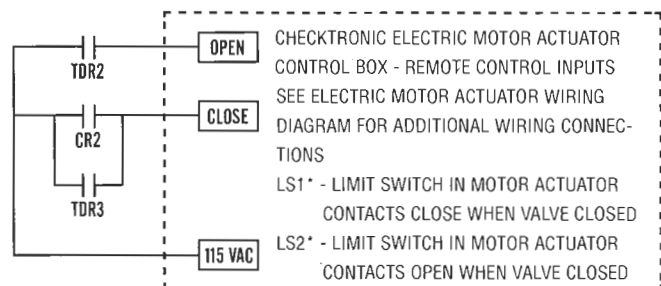 TDR2
OPEN
CR2
CLOSE
TDR3
115 VAC
CHECKTRONIC ELECTRIC MOTOR ACTUATOR
CONTROL BOX - REMOTE CONTROL INPUTS
SEE ELECTRIC MOTOR ACTUATOR WIRING
DIAGRAM FOR ADDITIONAL WIRING CONNEC-
TIONS
LS1* - LIMIT SWITCH IN MOTOR ACTUATOR
CONTACTS CLOSE WHEN VALVE CLOSED
LS2* - LIMIT SWITCH IN MOTOR ACTUATOR
CONTACTS OPEN WHEN VALVE CLOSED